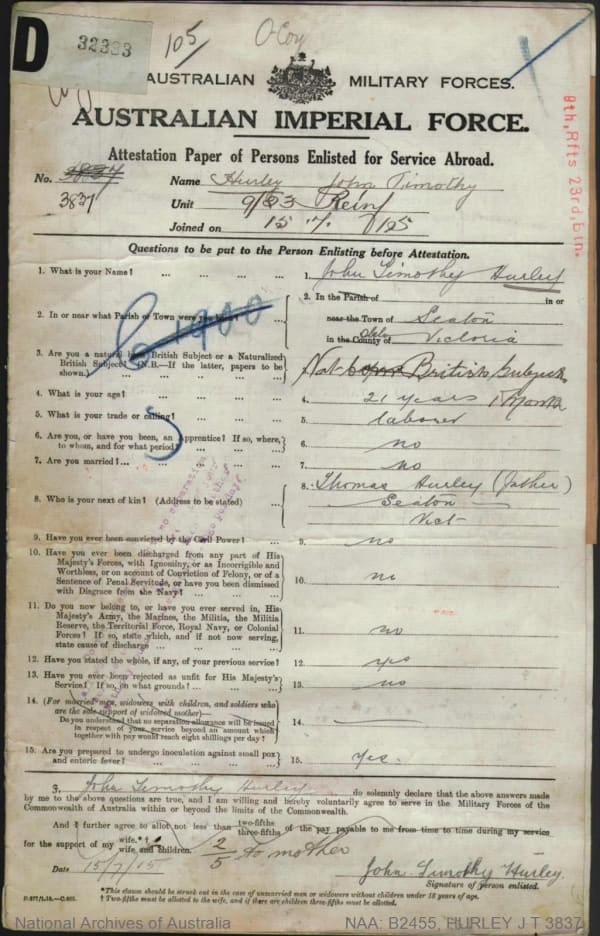 D
32333
105/
AUSTRALIAN MILITARY FORCES.
AUSTRALIAN IMPERIAL FORCE.
Attestation Paper of Persons Enlisted for Service Abroad.
8th, Rfts 23rd, Btn.
No. 3837 Name Hurley John Timothy
3837 Unit 9/23 Reinf
Joined on 15.7./15
Questions to be put to the Person Enlisting before Attestation.
1. What is your Name? ... ... ... ... 1. John Timothy Hurley
2. In or near what Parish or Town were you born? ... 2. In the Parish of in or
near the Town of Seaton
in the County of Victoria
3. Are you a natural born British Subject or a Naturalized
British Subject? (N.B.—If the latter, papers to be
shown.) Nat born British Subject
4. What is your age? ... 4. 21 years 1 Month
5. What is your trade or calling? ... 5. labourer
6. Are you, or have you been, an Apprentice? If so, where,
to whom, and for what period? 6. no
7. Are you married? ... 7. no
8. Who is your next of kin? (Address to be stated) ... 8. Thomas Hurley (father)
Seaton
Vict
9. Have you ever been convicted by the Civil Power? ... 9. no
10. Have you ever been discharged from any part of His
Majesty's Forces, with Ignominy, or as Incorrigible and
Worthless, or on account of Conviction of Felony, or of a
Sentence of Penal Servitude, or have you been dismissed
with Disgrace from the Navy? ... 10. no
11. Do you now belong to, or have you ever served in, His
Majesty's Army, the Marines, the Militia, the Militia
Reserve, the Territorial Force, Royal Navy, or Colonial
Forces? If so, state which, and if not now serving,
state cause of discharge ... 11. no
12. Have you stated the whole, if any, of your previous service? 12. yes
13. Have you ever been rejected as unfit for His Majesty's
Service? If so, on what grounds? ... 13. no
14. (For married men, widowers with children, and soldiers who
are the sole support of widowed mother)—
Do you understand that no separation allowance will be issued
in respect of your service beyond an amount which
together with pay would reach eight shillings per day? 14. —
15. Are you prepared to undergo inoculation against small pox
and enteric fever? ... 15. Yes.
I, John Timothy Hurley do solemnly declare that the above answers made
by me to the above questions are true, and I am willing and hereby voluntarily agree to serve in the Military Forces of the
Commonwealth of Australia within or beyond the limits of the Commonwealth.
And I further agree to allot not less than two-fifths
three-fifths of the pay payable to me from time to time during my service
for the support of my wife.*†
wife and children. 2/5 to mother
Date 15/7/15 John Timothy Hurley
Signature of person enlisted.
*This clause should be struck out in the case of unmarried men or widowers without children under 18 years of age.
† Two-fifths must be allotted to the wife, and if there are children three-fifths must be allotted.
National Archives of Australia NAA: B2455, HURLEY J T 3837